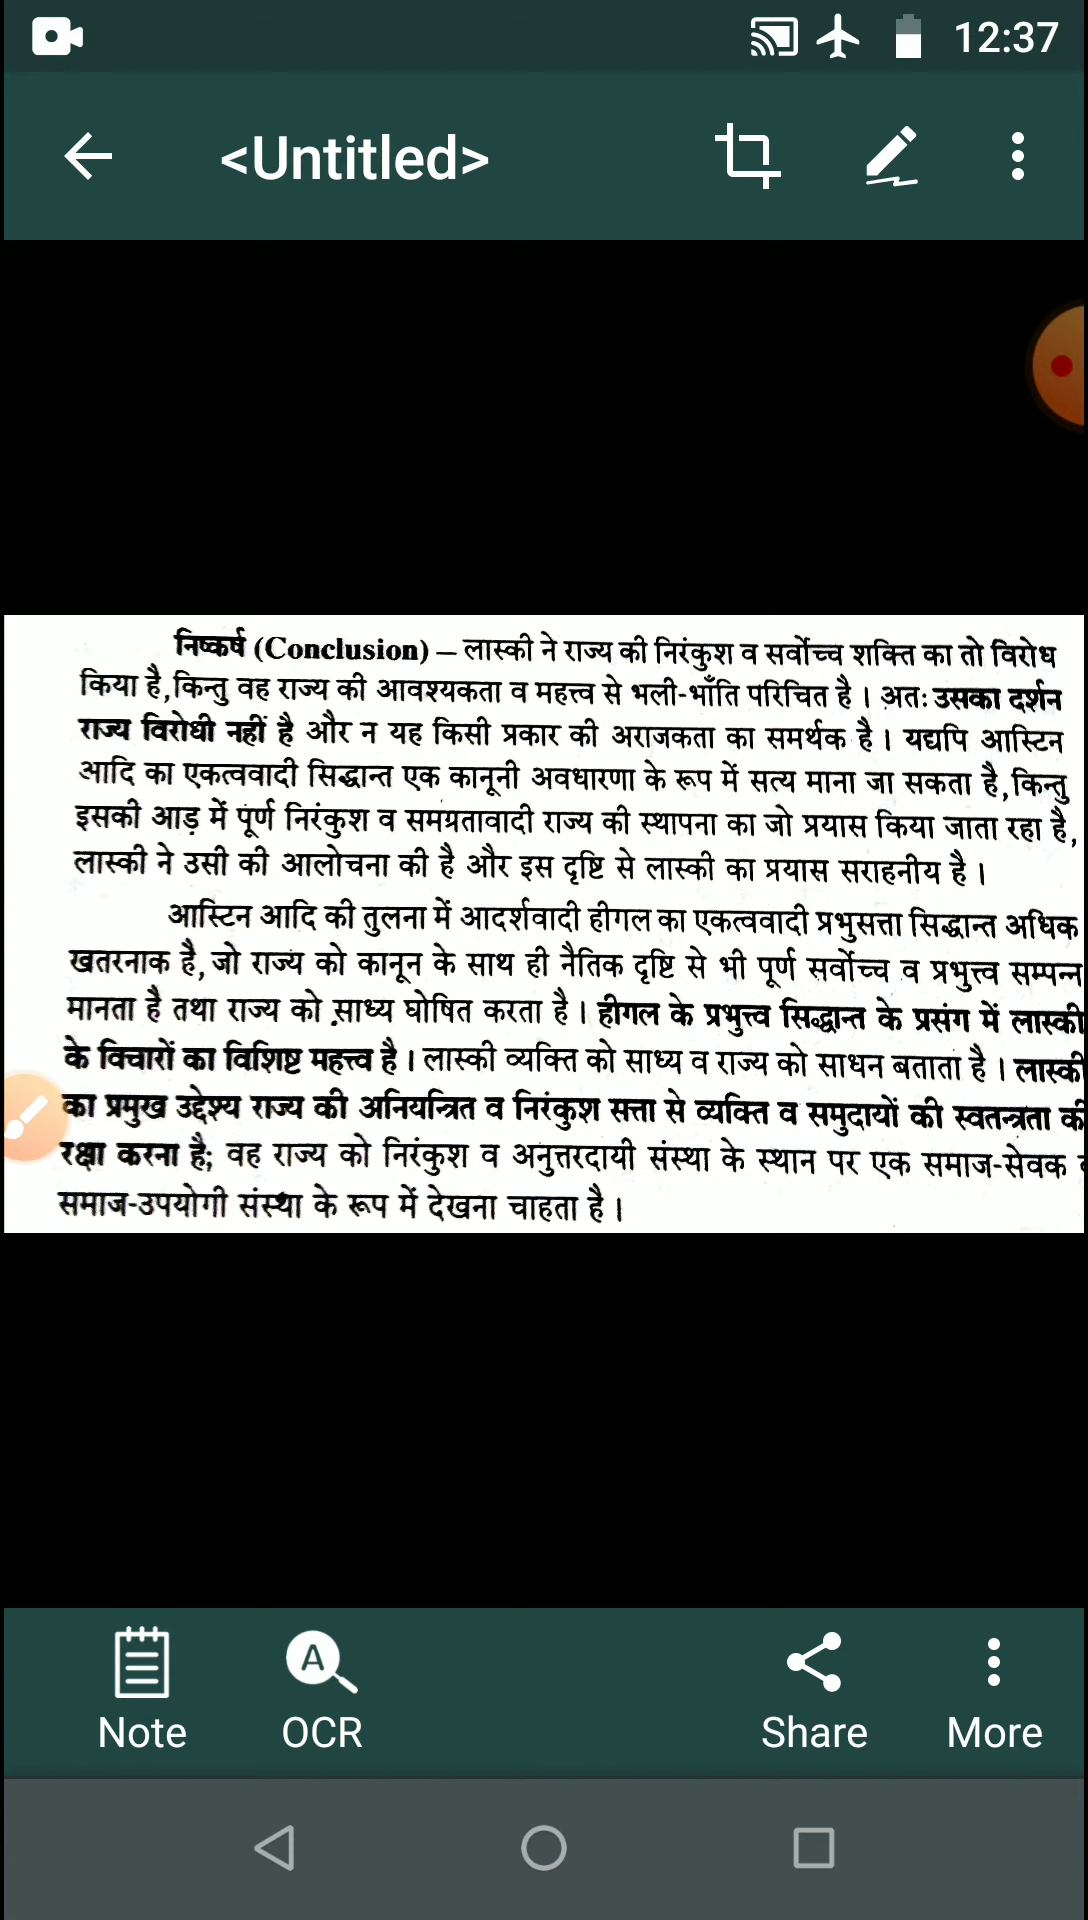 12:37
<Untitled>
निष्कर्ष (Conclusion) – लास्की ने राज्य की निरंकुश व सर्वोच्च शक्ति का तो विरोध
किया है, किन्तु वह राज्य की आवश्यकता व महत्त्व से भली-भाँति परिचित है। अतः उसका दर्शन
राज्य विरोधी नहीं है और न यह किसी प्रकार की अराजकता का समर्थक है। यद्यपि आस्टिन
आदि का एकत्ववादी सिद्धान्त एक कानूनी अवधारणा के रूप में सत्य माना जा सकता है, किन्तु
इसकी आड़ में पूर्ण निरंकुश व समग्रतावादी राज्य की स्थापना का जो प्रयास किया जाता रहा है,
लास्की ने उसी की आलोचना की है और इस दृष्टि से लास्की का प्रयास सराहनीय है।
आस्टिन आदि की तुलना में आदर्शवादी हीगल का एकत्ववादी प्रभुसत्ता सिद्धान्त अधिक
खतरनाक है, जो राज्य को कानून के साथ ही नैतिक दृष्टि से भी पूर्ण सर्वोच्च व प्रभुत्त्व सम्पन्न
मानता है तथा राज्य को साध्य घोषित करता है। हीगल के प्रभुत्त्व सिद्धान्त के प्रसंग में लास्की
के विचारों का विशिष्ट महत्त्व है। लास्की व्यक्ति को साध्य व राज्य को साधन बताता है। लास्की
का प्रमुख उद्देश्य राज्य की अनियन्त्रित व निरंकुश सत्ता से व्यक्ति व समुदायों की स्वतन्त्रता की
रक्षा करना है; वह राज्य को निरंकुश व अनुत्तरदायी संस्था के स्थान पर एक समाज-सेवक
समाज-उपयोगी संस्था के रूप में देखना चाहता है।
Note OCR Share More